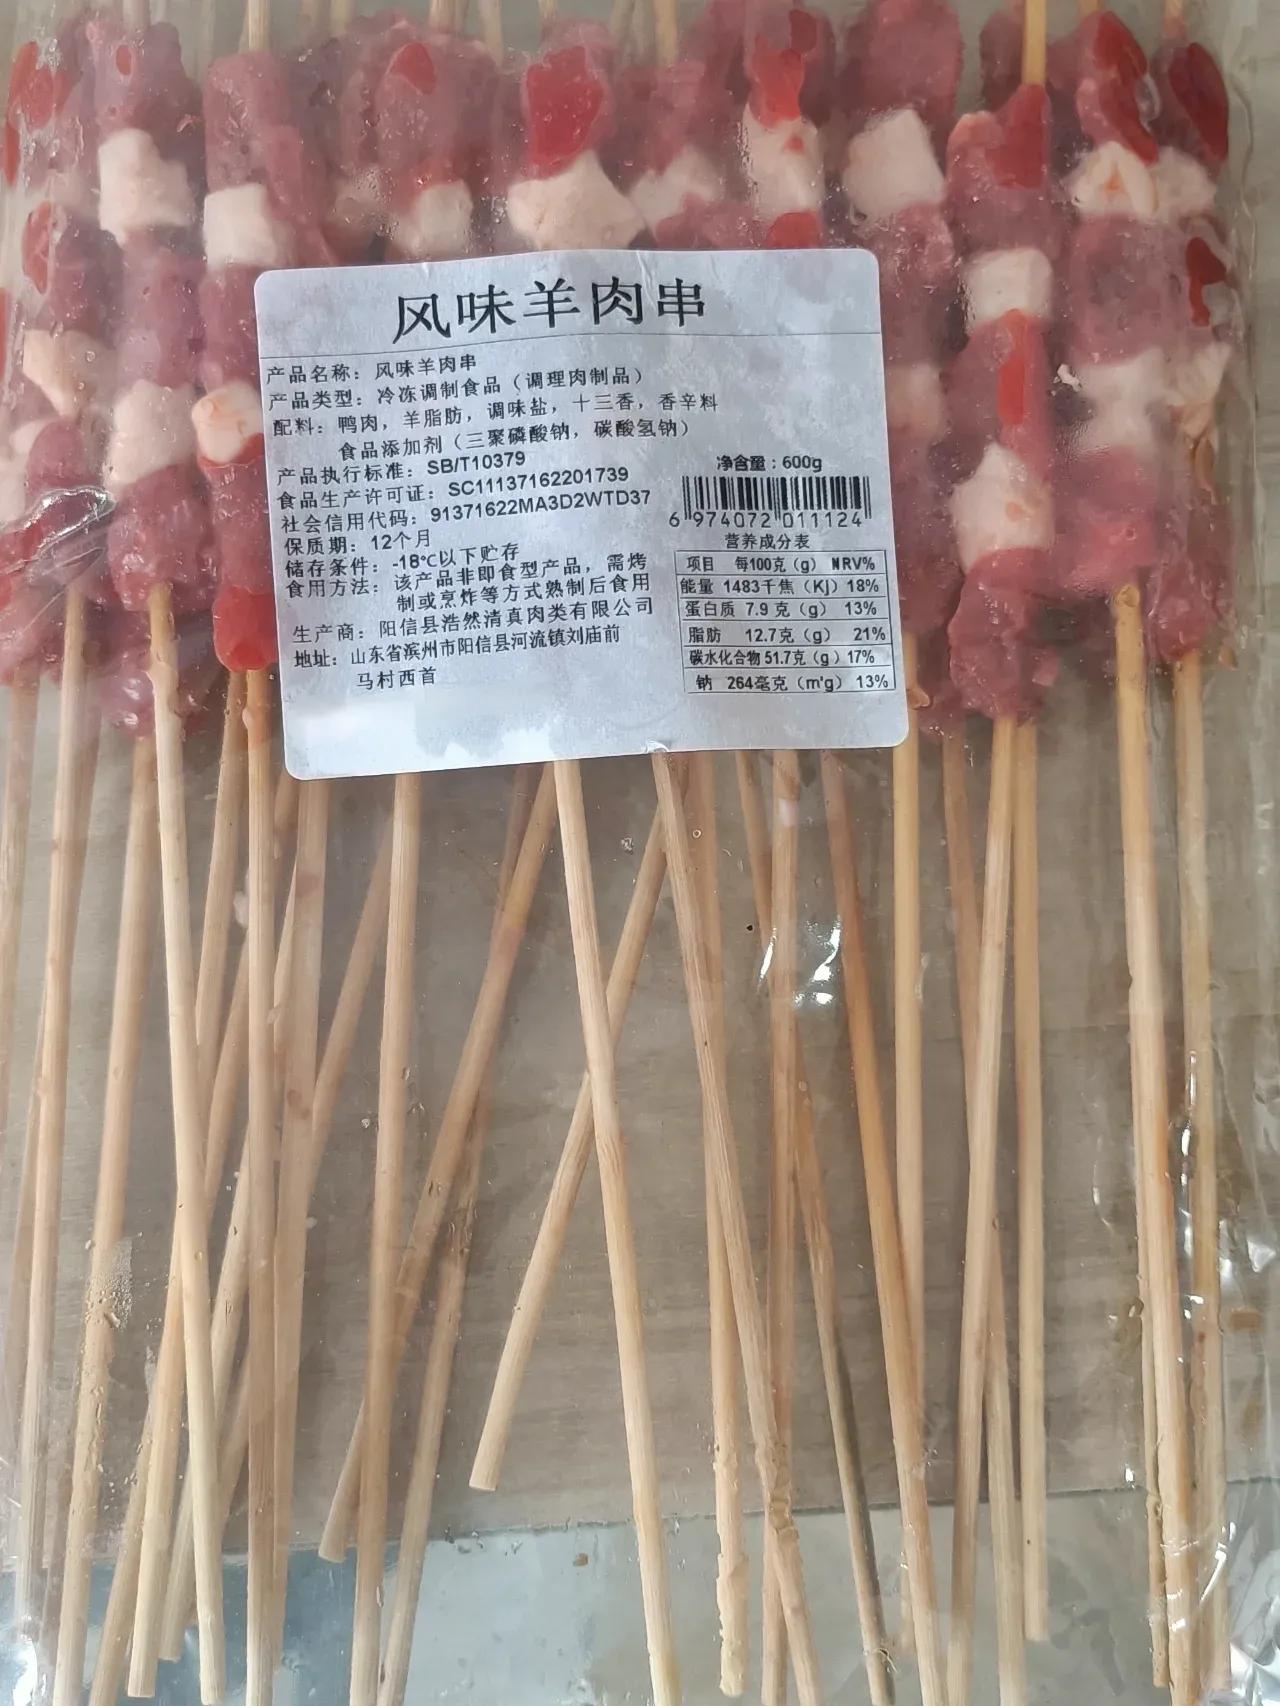 风味羊肉串
产品名称：风味羊肉串
产品类型：冷冻调制食品（调理肉制品）
配料：鸭肉，羊脂肪，调味盐，十三香，香辛料
食品添加剂（三聚磷酸钠，碳酸氢钠）
产品执行标准：SB/T10379
食品生产许可证：SC11137162201739
社会信用代码：91371622MA3D2WTD37
保质期：12个月
储存条件：-18℃以下贮存
食用方法：该产品非即食型产品，需烤
制或烹炸等方式熟制后食用
生产商：阳信县浩然清真肉类有限公司
地址：山东省滨州市阳信县河流镇刘庙前
马村西首
净含量：600g
6 974072 011124
营养成分表
项目 每100克（g） NRV%
能量 1483千焦（KJ） 18%
蛋白质 7.9克（g） 13%
脂肪 12.7克（g） 21%
碳水化合物 51.7克（g）17%
钠 264毫克（m'g） 13%